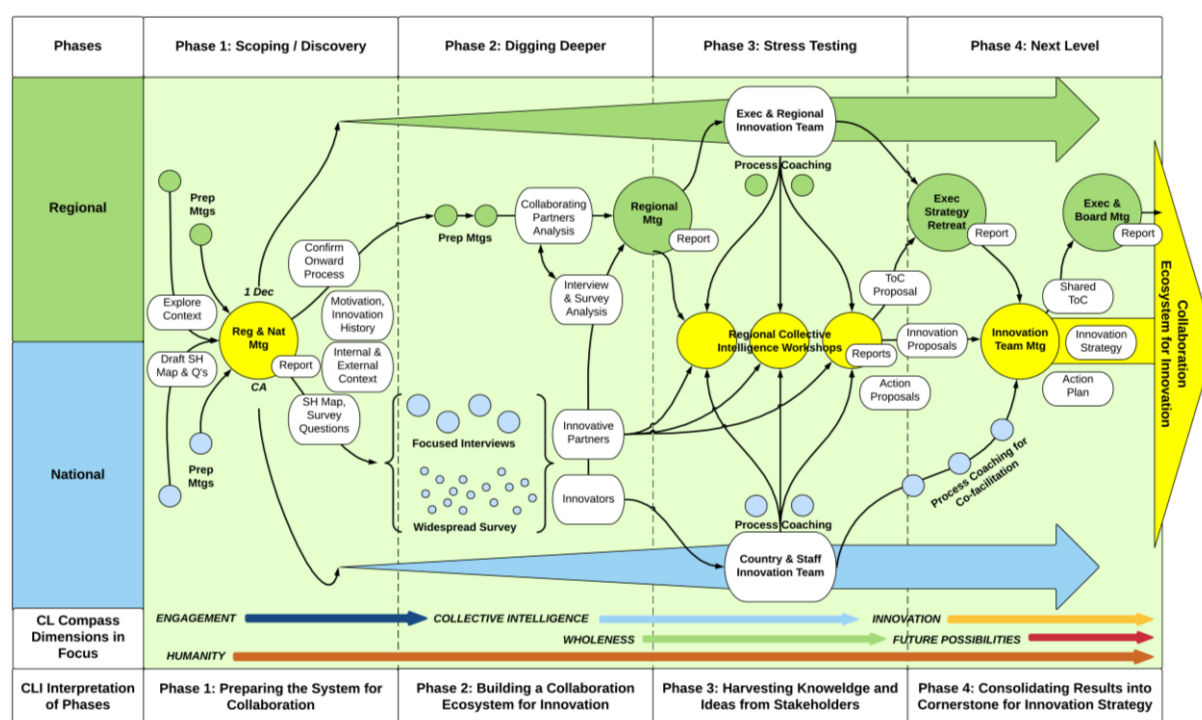 Phases
Phase 1: Scoping / Discovery
Phase 2: Digging Deeper
Phase 3: Stress Testing
Phase 4: Next Level
Regional
Prep
Mtgs
Explore
Context
1 Dec
Reg & Nat
Mtg
Report
CA
Draft SH
Map & Q's
Prep
Mtgs
Confirm
Onward
Process
Motivation,
Innovation
History
Internal &
External
Context
SH Map,
Survey
Questions
Prep Mtgs
Collaborating
Partners
Analysis
Interview
& Survey
Analysis
Focused Interviews
Widespread Survey
Innovative
Partners
Innovators
Regional
Mtg
Report
Exec & Regional
Innovation Team
Process Coaching
Regional Collective
Intelligence Workshops
Reports
ToC
Proposal
Innovation
Proposals
Action
Proposals
Process Coaching
Country & Staff
Innovation Team
Exec
Strategy
Retreat
Report
Exec &
Board Mtg
Report
Shared
ToC
Innovation
Team Mtg
Innovation
Strategy
Action
Plan
Process Coaching for
Co-facilitation
Collaboration
Ecosystem for Innovation
National
CL Compass
Dimensions in
Focus
ENGAGEMENT
COLLECTIVE INTELLIGENCE
INNOVATION
WHOLENESS
FUTURE POSSIBILITIES
HUMANITY
CLI Interpretation
of Phases
Phase 1: Preparing the System for
Collaboration
Phase 2: Building a Collaboration
Ecosystem for Innovation
Phase 3: Harvesting Knoweldge and
Ideas from Stakeholders
Phase 4: Consolidating Results into
Cornerstone for Innovation Strategy